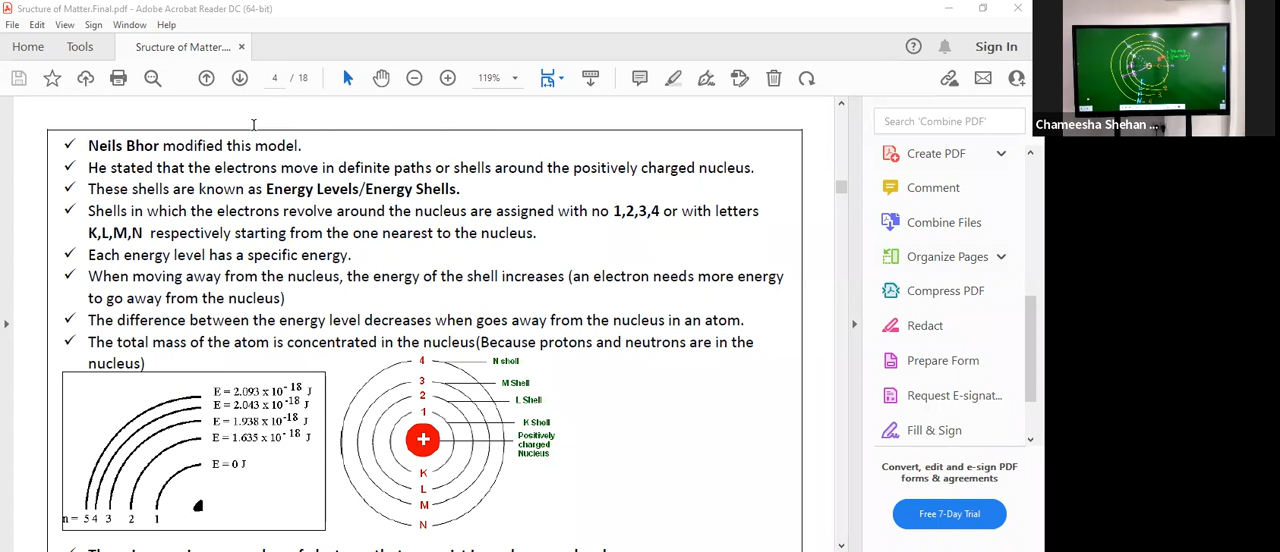 Sructure of Matter.Final.pdf - Adobe Acrobat Reader DC (64-bit)
File Edit View Sign Window Help
Home Tools Sructure of Matter.... × Sign In
4 / 18 119%
Chameesha Shehan ...
Search 'Combine PDF'
Create PDF
Comment
Combine Files
Organize Pages
Compress PDF
Redact
Prepare Form
Request E-signat...
Fill & Sign
Convert, edit and e-sign PDF
forms & agreements
Free 7-Day Trial
✓ Neils Bhor modified this model.
✓ He stated that the electrons move in definite paths or shells around the positively charged nucleus.
✓ These shells are known as Energy Levels/Energy Shells.
✓ Shells in which the electrons revolve around the nucleus are assigned with no 1,2,3,4 or with letters
K,L,M,N respectively starting from the one nearest to the nucleus.
✓ Each energy level has a specific energy.
✓ When moving away from the nucleus, the energy of the shell increases (an electron needs more energy
to go away from the nucleus)
✓ The difference between the energy level decreases when goes away from the nucleus in an atom.
✓ The total mass of the atom is concentrated in the nucleus(Because protons and neutrons are in the
nucleus)
E = 2.093 x 10⁻¹⁸ J
E = 2.043 x 10⁻¹⁸ J
E = 1.938 x 10⁻¹⁸ J
E = 1.635 x 10⁻¹⁸ J
E = 0 J
n = 5 4 3 2 1
4 N shell
3 M Shell
2 L Shell
1 K Shell
+ Positively
charged
Nucleus
K
L
M
N